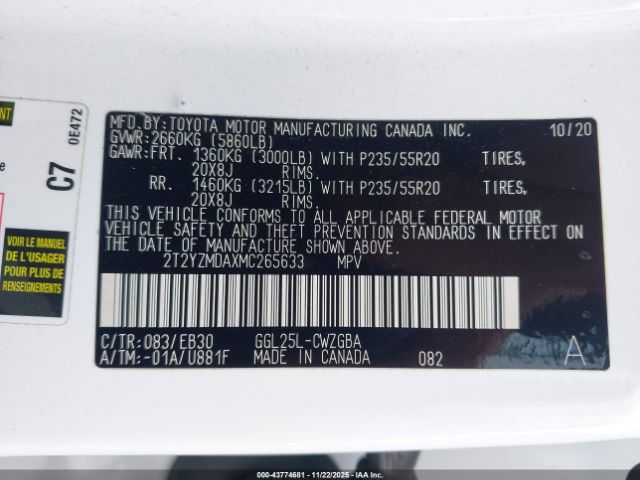 ENT
C7
0E472
e
VOIR LE MANUEL
DE L'USAGER
POUR PLUS
D'INFORMATIONS
MFD.BY:TOYOTA MOTOR MANUFACTURING CANADA INC. 10/20
GVWR:2660KG (5860LB)
GAWR:FRT. 1360KG (3000LB) WITH P235/55R20 TIRES,
20X8J RIMS.
RR. 1460KG (3215LB) WITH P235/55R20 TIRES,
20X8J RIMS.
THIS VEHICLE CONFORMS TO ALL APPLICABLE FEDERAL MOTOR
VEHICLE SAFETY AND THEFT PREVENTION STANDARDS IN EFFECT ON
THE DATE OF MANUFACTURE SHOWN ABOVE.
2T2YZMDAXMC265633 MPV
C/TR:083/EB30 GGL25L-CWZGBA
A/TM:-01A/U881F MADE IN CANADA 082 A
000-43774681 - 11/22/2025 - IAA Inc.